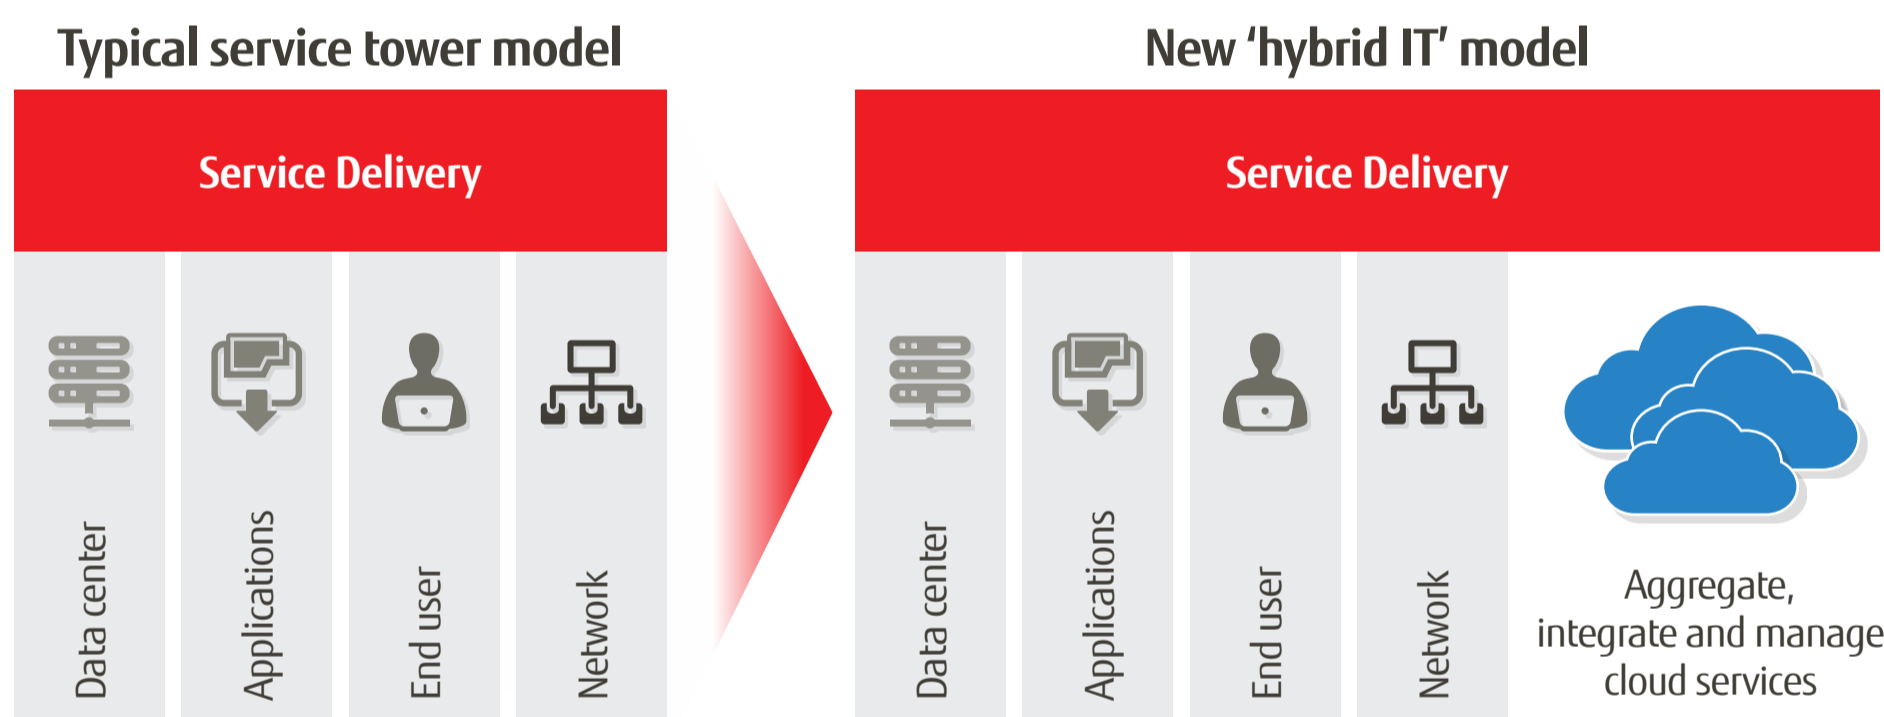 Typical service tower model
Service Delivery
Data center
Applications
End user
Network
New ‘hybrid IT’ model
Service Delivery
Data center
Applications
End user
Network
Aggregate,
integrate and manage
cloud services